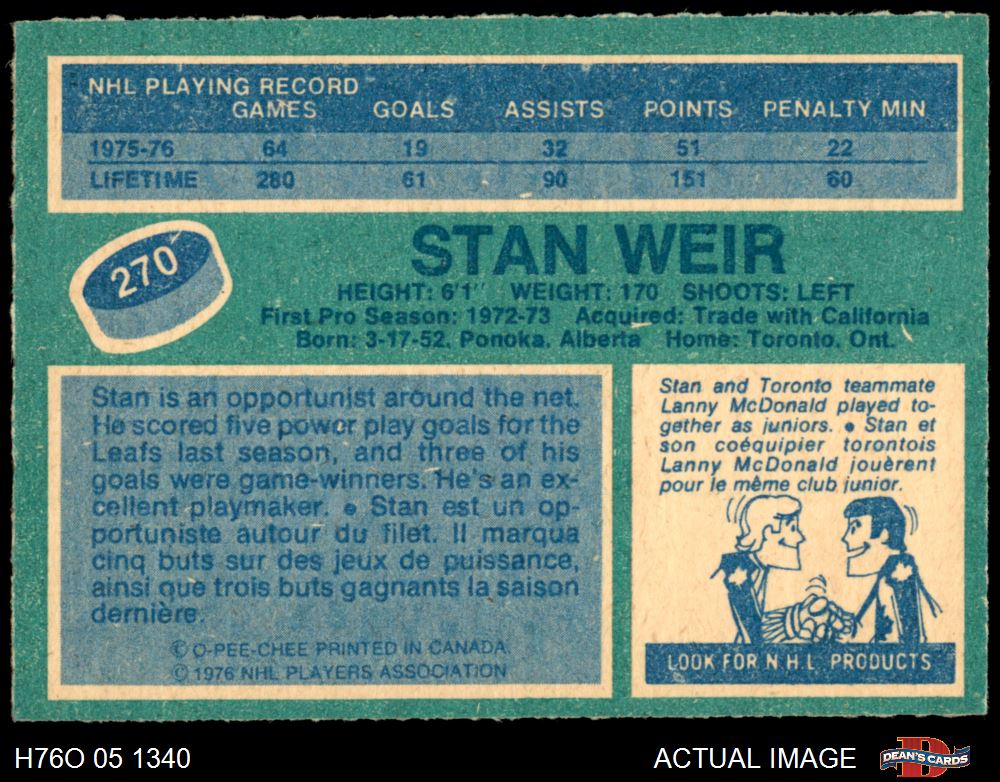 NHL PLAYING RECORD
GAMES GOALS ASSISTS POINTS PENALTY MIN
1975-76 64 19 32 51 22
LIFETIME 280 61 90 151 60
270
STAN WEIR
HEIGHT: 6'1" WEIGHT: 170 SHOOTS: LEFT
First Pro Season: 1972-73 Acquired: Trade with California
Born: 3-17-52, Ponoka, Alberta Home: Toronto, Ont.
Stan is an opportunist around the net.
He scored five power play goals for the
Leafs last season, and three of his
goals were game-winners. He's an ex-
cellent playmaker. • Stan est un op-
portuniste autour du filet. Il marqua
cinq buts sur des jeux de puissance,
ainsi que trois buts gagnants la saison
dernière.
© O-PEE-CHEE PRINTED IN CANADA.
© 1976 NHL PLAYERS ASSOCIATION
Stan and Toronto teammate
Lanny McDonald played to-
gether as juniors. • Stan et
son coéquipier torontois
Lanny McDonald jouèrent
pour le même club junior.
LOOK FOR N.H.L. PRODUCTS
H76O 05 1340
ACTUAL IMAGE
D
DEAN'S CARDS